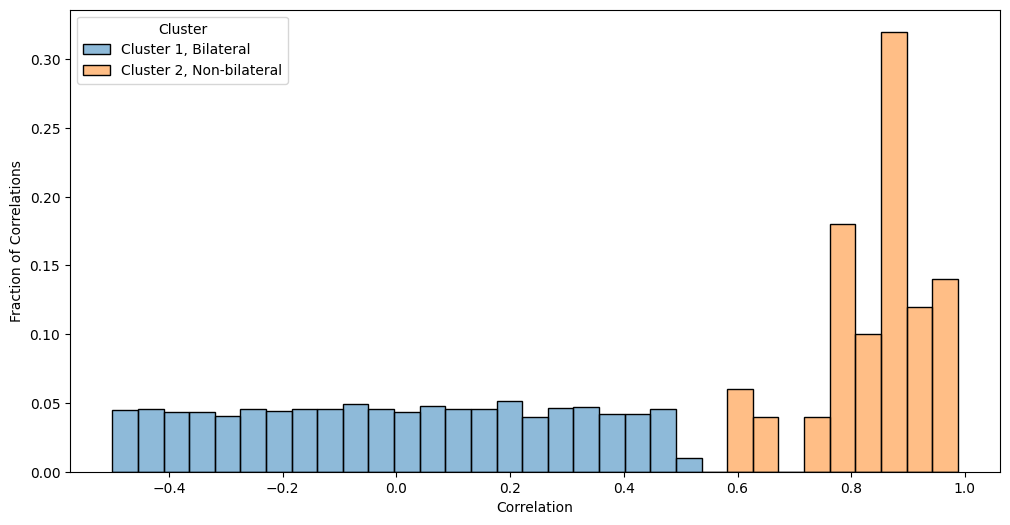 Cluster
Cluster 1, Bilateral
Cluster 2, Non-bilateral
Fraction of Correlations
0.30
0.25
0.20
0.15
0.10
0.05
0.00
−0.4 −0.2 0.0 0.2 0.4 0.6 0.8 1.0
Correlation